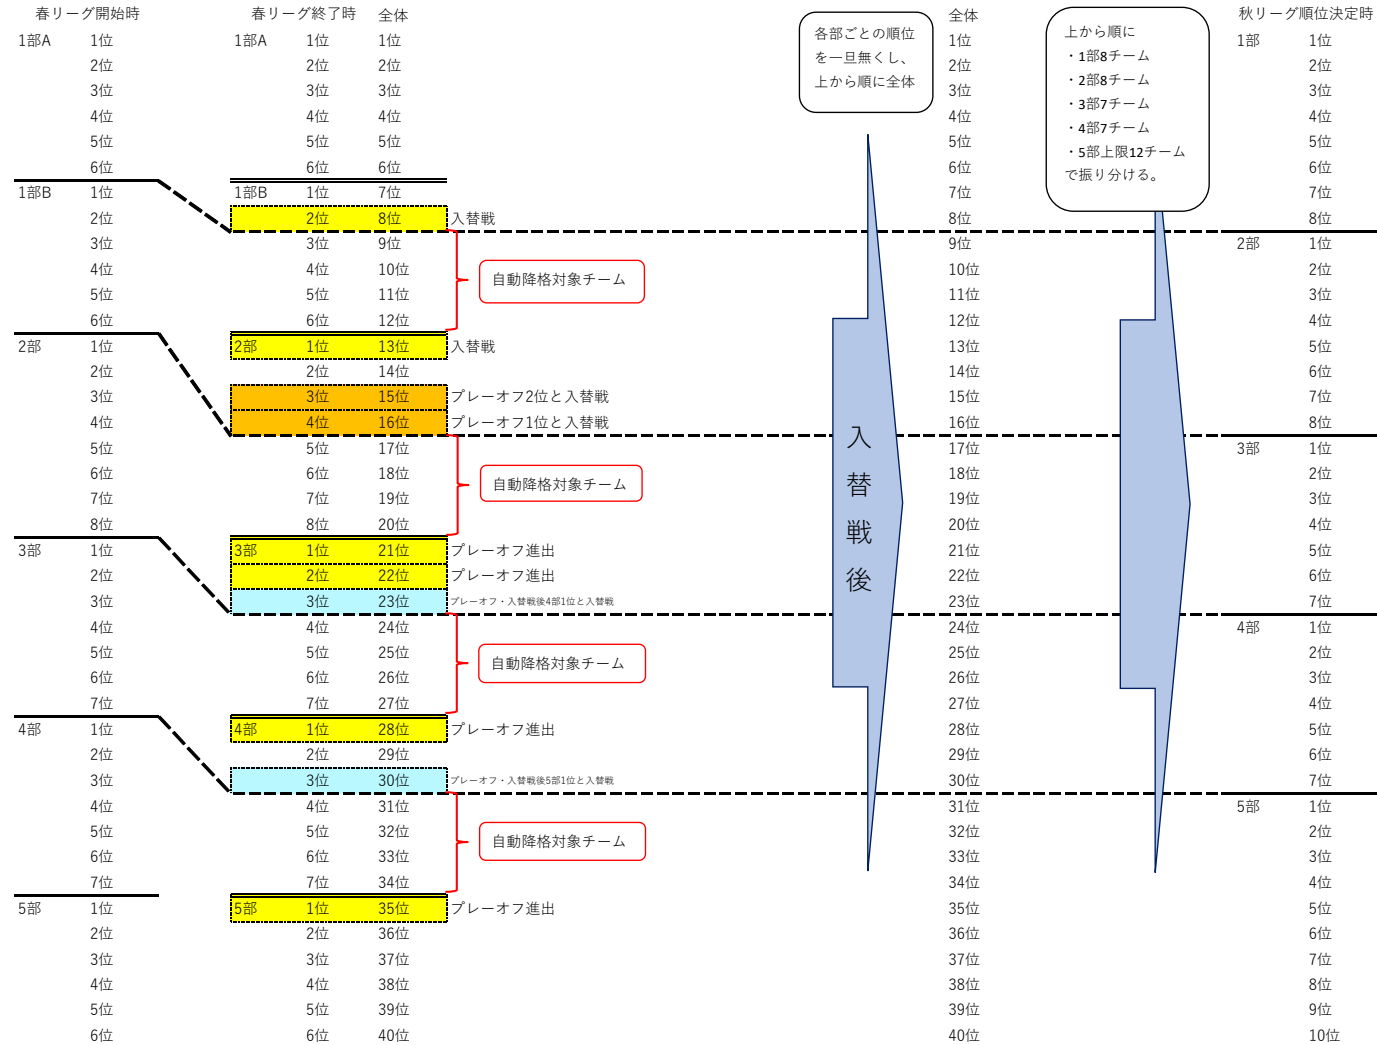 春リーグ開始時 春リーグ終了時 全体 全体 秋リーグ順位決定時
各部ごとの順位
を一旦無くし、
上から順に全体
上から順に
・1部8チーム
・2部8チーム
・3部7チーム
・4部7チーム
・5部上限12チーム
で振り分ける。
1部A 1位 1部A 1位 1位 1位 1部 1位
2位 2位 2位 2位 2位
3位 3位 3位 3位 3位
4位 4位 4位 4位 4位
5位 5位 5位 5位 5位
6位 6位 6位 6位 6位
1部B 1位 1部B 1位 7位 7位 7位
2位 2位 8位 入替戦 8位 8位
3位 3位 9位 9位 2部 1位
4位 4位 10位 自動降格対象チーム 10位 2位
5位 5位 11位 11位 3位
6位 6位 12位 12位 4位
2部 1位 2部 1位 13位 入替戦 13位 5位
2位 2位 14位 14位 6位
3位 3位 15位 プレーオフ2位と入替戦 15位 7位
4位 4位 16位 プレーオフ1位と入替戦 16位 8位
5位 5位 17位 17位 3部 1位
6位 6位 18位 自動降格対象チーム 18位 2位
7位 7位 19位 19位 3位
8位 8位 20位 20位 4位
3部 1位 3部 1位 21位 プレーオフ進出 21位 5位
2位 2位 22位 プレーオフ進出 22位 6位
3位 3位 23位 プレーオフ・入替戦後4部1位と入替戦 23位 7位
4位 4位 24位 24位 4部 1位
5位 5位 25位 自動降格対象チーム 25位 2位
6位 6位 26位 26位 3位
7位 7位 27位 27位 4位
4部 1位 4部 1位 28位 プレーオフ進出 28位 5位
2位 2位 29位 29位 6位
3位 3位 30位 プレーオフ・入替戦後5部1位と入替戦 30位 7位
4位 4位 31位 31位 5部 1位
5位 5位 32位 自動降格対象チーム 32位 2位
6位 6位 33位 33位 3位
7位 7位 34位 34位 4位
5部 1位 5部 1位 35位 プレーオフ進出 35位 5位
2位 2位 36位 36位 6位
3位 3位 37位 37位 7位
4位 4位 38位 38位 8位
5位 5位 39位 39位 9位
6位 6位 40位 40位 10位
入替戦後